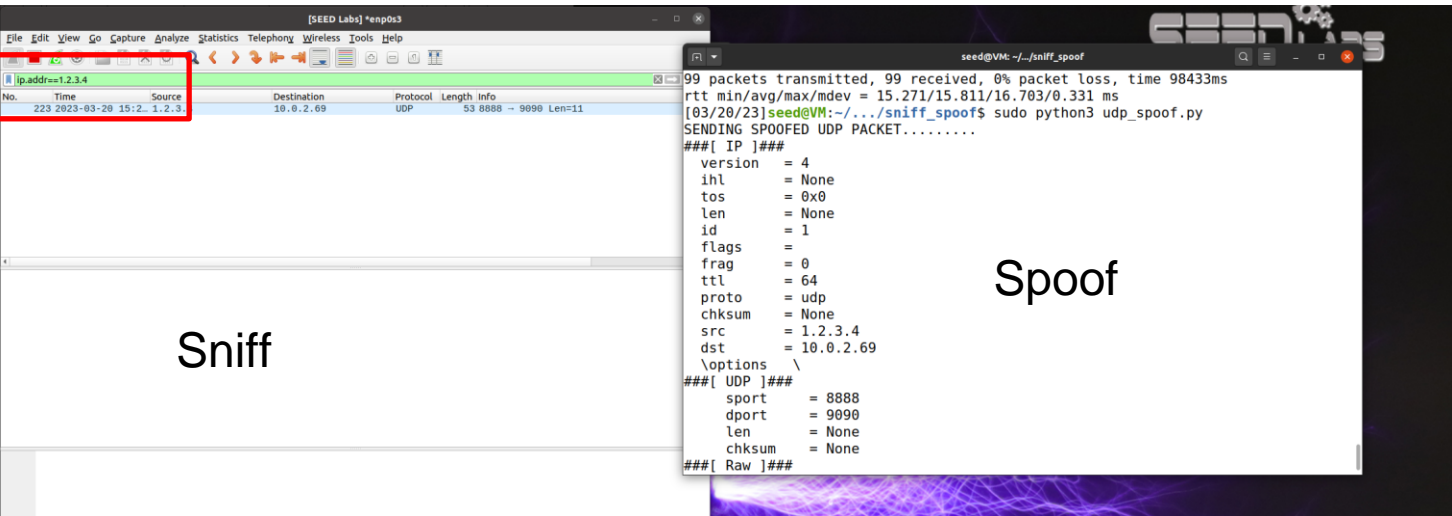 [SEED Labs] *enp0s3
File Edit View Go Capture Analyze Statistics Telephony Wireless Tools Help
ip.addr==1.2.3.4
No. Time Source Destination Protocol Length Info
223 2023-03-20 15:2… 1.2.3. 10.0.2.69 UDP 53 8888 → 9090 Len=11
Sniff
SEED LABS
seed@VM: ~/.../sniff_spoof
99 packets transmitted, 99 received, 0% packet loss, time 98433ms
rtt min/avg/max/mdev = 15.271/15.811/16.703/0.331 ms
[03/20/23]seed@VM:~/.../sniff_spoof$ sudo python3 udp_spoof.py
SENDING SPOOFED UDP PACKET.........
###[ IP ]###
version = 4
ihl = None
tos = 0x0
len = None
id = 1
flags =
frag = 0
ttl = 64
proto = udp
chksum = None
src = 1.2.3.4
dst = 10.0.2.69
\options \
###[ UDP ]###
sport = 8888
dport = 9090
len = None
chksum = None
###[ Raw ]###
Spoof